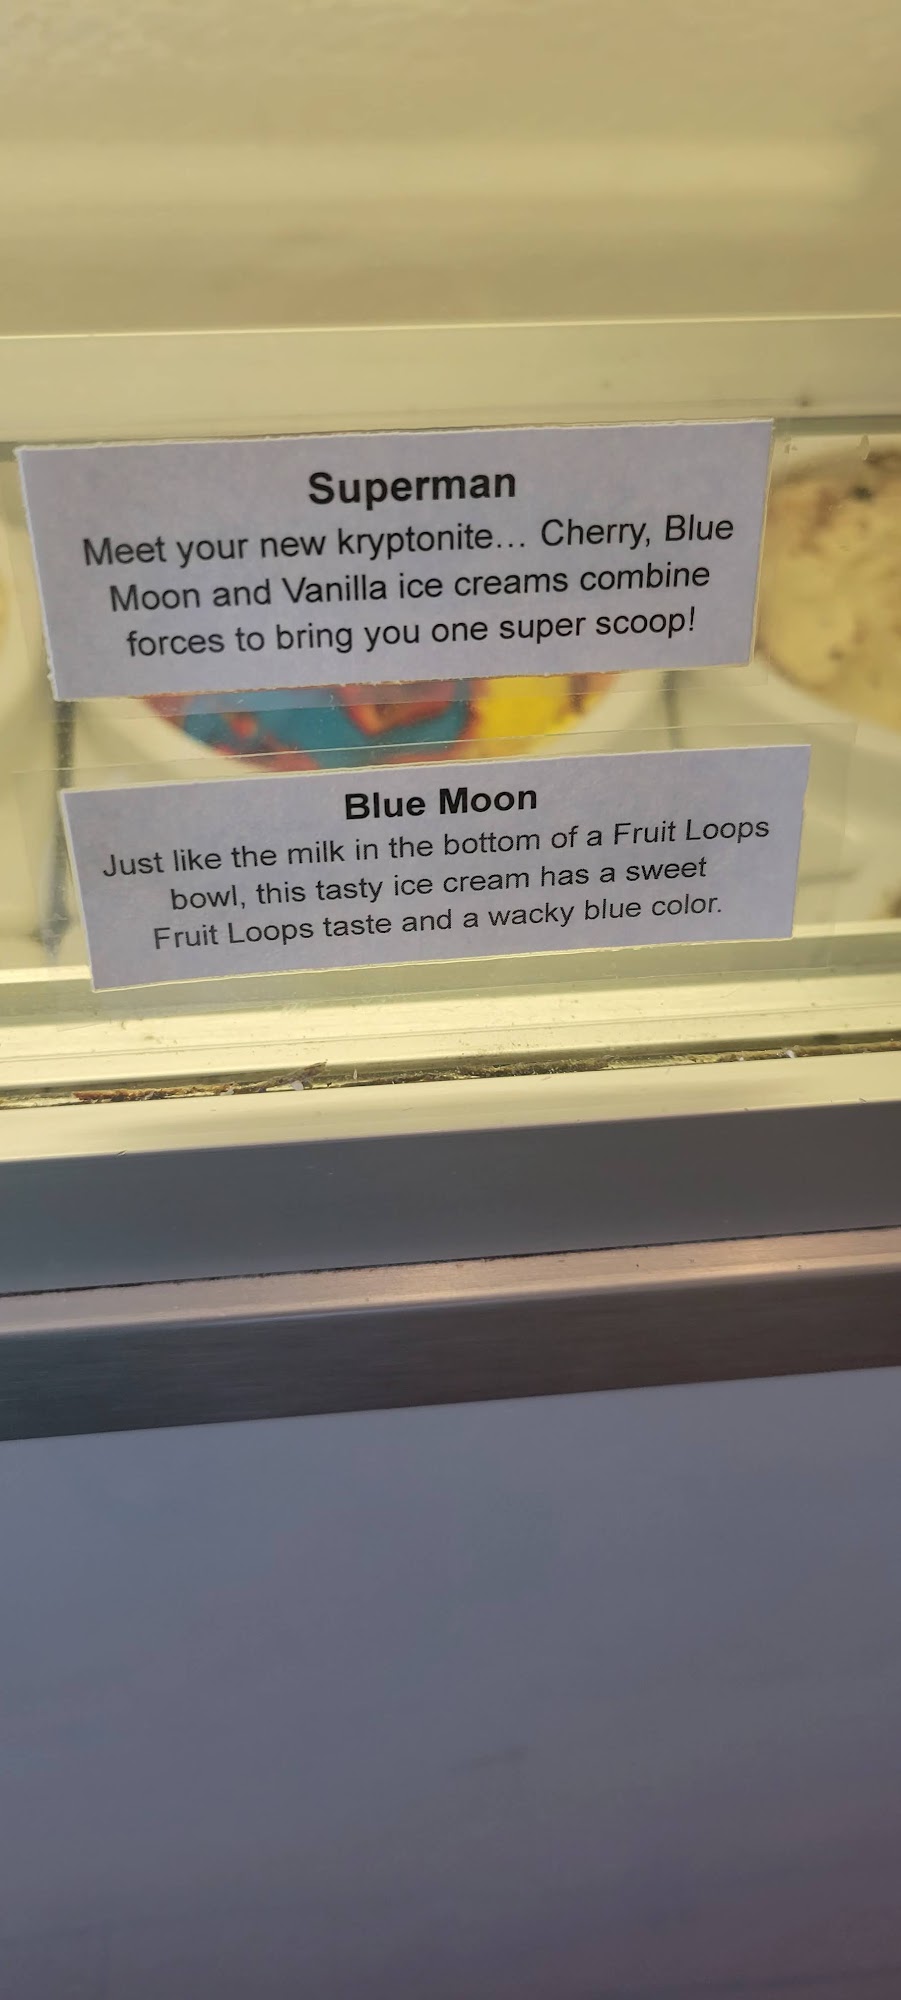 Superman
Meet your new kryptonite... Cherry, Blue
Moon and Vanilla ice creams combine
forces to bring you one super scoop!
Blue Moon
Just like the milk in the bottom of a Fruit Loops
bowl, this tasty ice cream has a sweet
Fruit Loops taste and a wacky blue color.